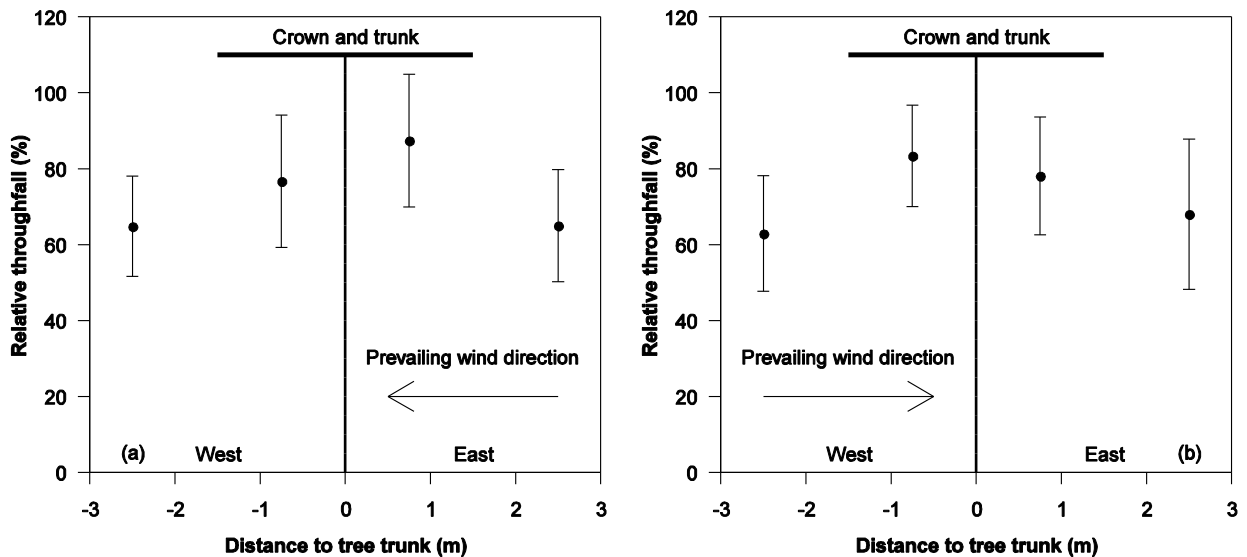 120
100
80
60
40
20
0
Relative throughfall (%)
Crown and trunk
Prevailing wind direction
(a) West East
-3 -2 -1 0 1 2 3
Distance to tree trunk (m)
120
100
80
60
40
20
0
Relative throughfall (%)
Crown and trunk
Prevailing wind direction
West East (b)
-3 -2 -1 0 1 2 3
Distance to tree trunk (m)